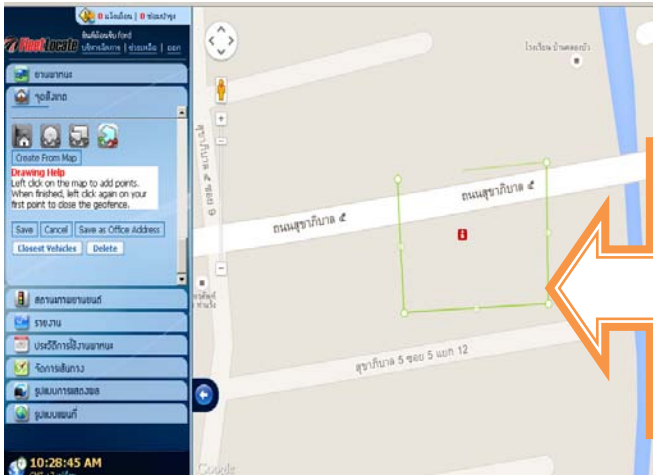 0 แจ้งเตือน | 0 ซ่อมบำรุง
FleetLocate
ยินดีต้อนรับ ford
บริหารจัดการ | ช่วยเหลือ | ออก
ยานพาหนะ
จุดสังเกต
Create From Map
Drawing Help
Left click on the map to add points.
When finished, left click again on your
first point to close the geofence.
Save Cancel Save as Office Address
Closest Vehicles Delete
สถานภาพยานยนต์
รายงาน
ประวัติการใช้งานพาหนะ
จัดการเส้นทาง
รูปแบบการแสดงผล
รูปแบบแผนที่
10:28:45 AM
โรงเรียน บ้านคลองบัว
ถนนสุขาภิบาล ๕
ถนนสุขาภิบาล ๕
สุขาภิบาล 5 ซอย 5 แยก 12
Google